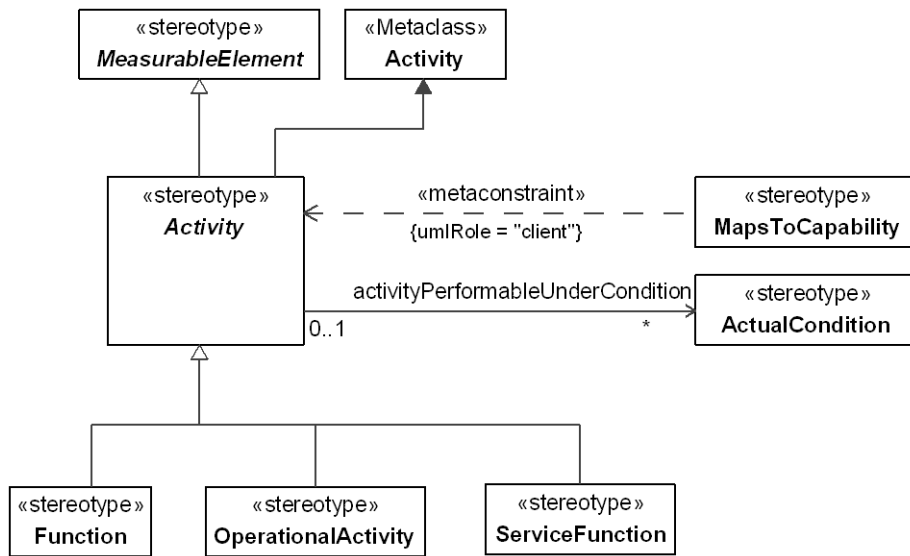 «stereotype»
MeasurableElement
«Metaclass»
Activity
«stereotype»
Activity
«metaconstraint»
{umlRole = "client"}
«stereotype»
MapsToCapability
activityPerformableUnderCondition
0..1
*
«stereotype»
ActualCondition
«stereotype»
Function
«stereotype»
OperationalActivity
«stereotype»
ServiceFunction